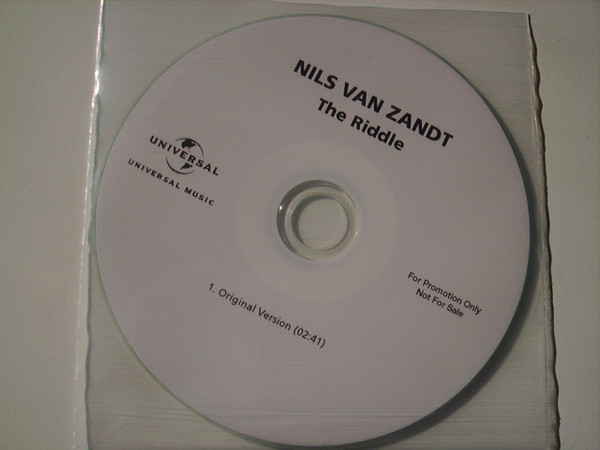 NILS VAN ZANDT
The Riddle
UNIVERSAL
UNIVERSAL MUSIC
For Promotion Only
Not For Sale
1. Original Version (02:41)